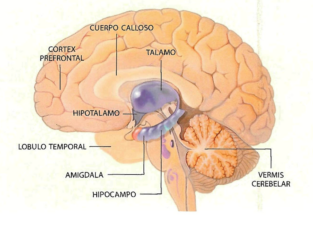 CUERPO CALLOSO
CORTEX
PREFRONTAL
TALAMO
HIPOTALAMO
LOBULO TEMPORAL
AMIGDALA
HIPOCAMPO
VERMIS
CEREBELAR